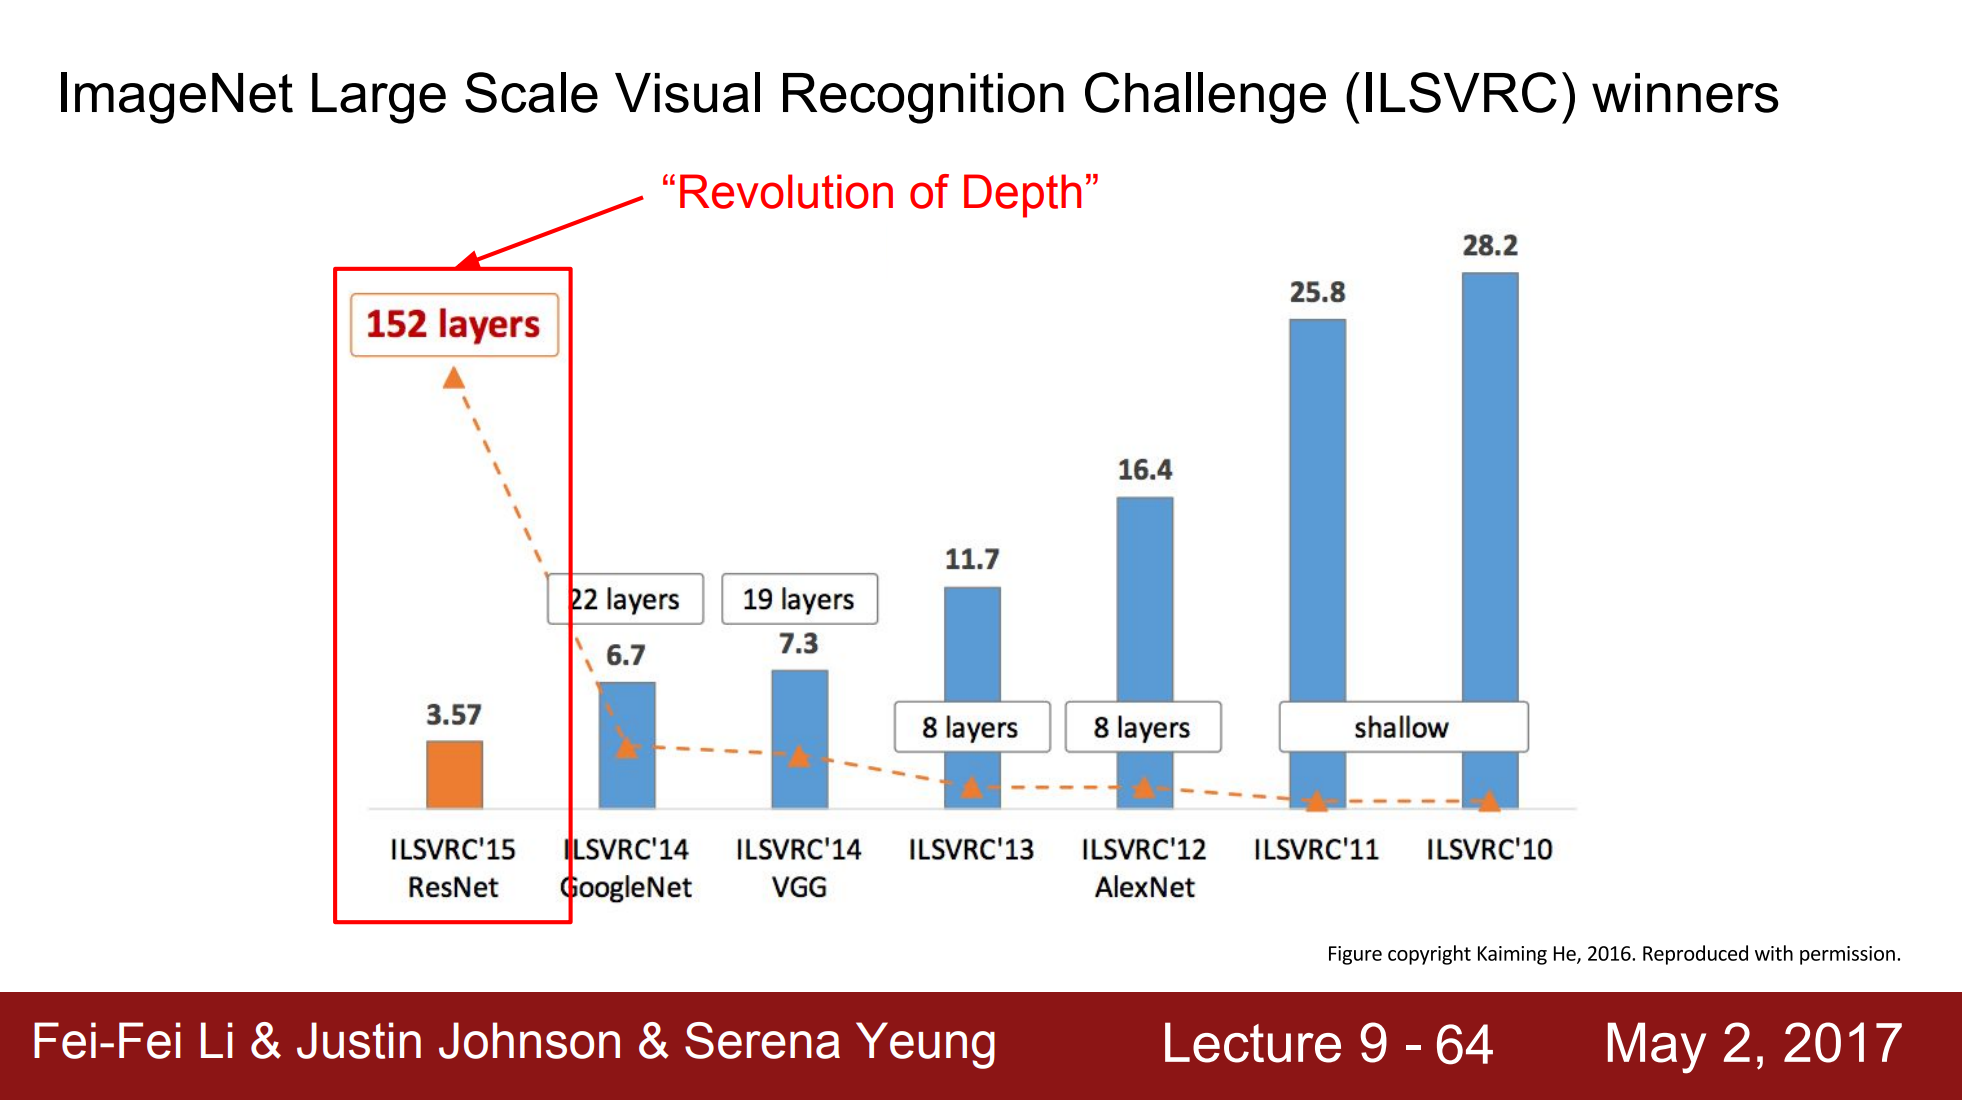 ImageNet Large Scale Visual Recognition Challenge (ILSVRC) winners
“Revolution of Depth”
28.2
25.8
152 layers
16.4
11.7
22 layers
19 layers
7.3
6.7
3.57
8 layers
8 layers
shallow
ILSVRC'15
ResNet
ILSVRC'14
GoogleNet
ILSVRC'14
VGG
ILSVRC'13
ILSVRC'12
AlexNet
ILSVRC'11
ILSVRC'10
Figure copyright Kaiming He, 2016. Reproduced with permission.
Fei-Fei Li & Justin Johnson & Serena Yeung
Lecture 9 - 64
May 2, 2017